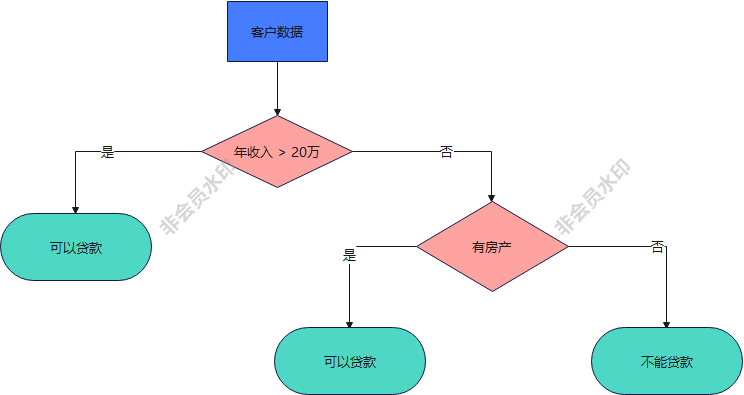 客户数据
年收入 > 20万
是
否
非会员水印
非会员水印
可以贷款
有房产
是
否
可以贷款
不能贷款